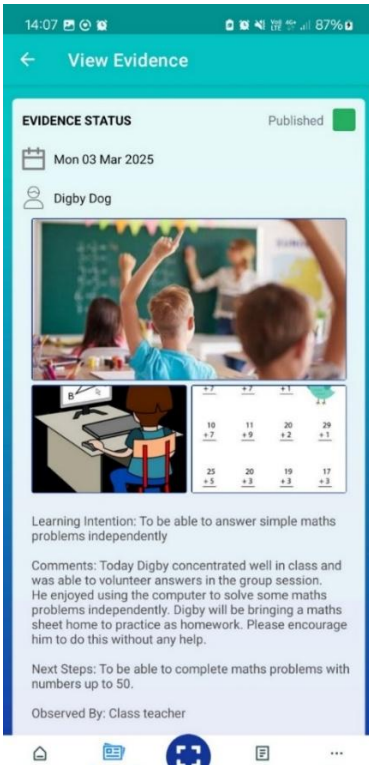 14:07 87%
View Evidence
EVIDENCE STATUS Published
Mon 03 Mar 2025
Digby Dog
B
+7 +7 +1
10 11 20 29
+7 +9 +2 +1
25 20 19 17
+5 +3 +3 +3
Learning Intention: To be able to answer simple maths
problems independently
Comments: Today Digby concentrated well in class and
was able to volunteer answers in the group session.
He enjoyed using the computer to solve some maths
problems independently. Digby will be bringing a maths
sheet home to practice as homework. Please encourage
him to do this without any help.
Next Steps: To be able to complete maths problems with
numbers up to 50.
Observed By: Class teacher